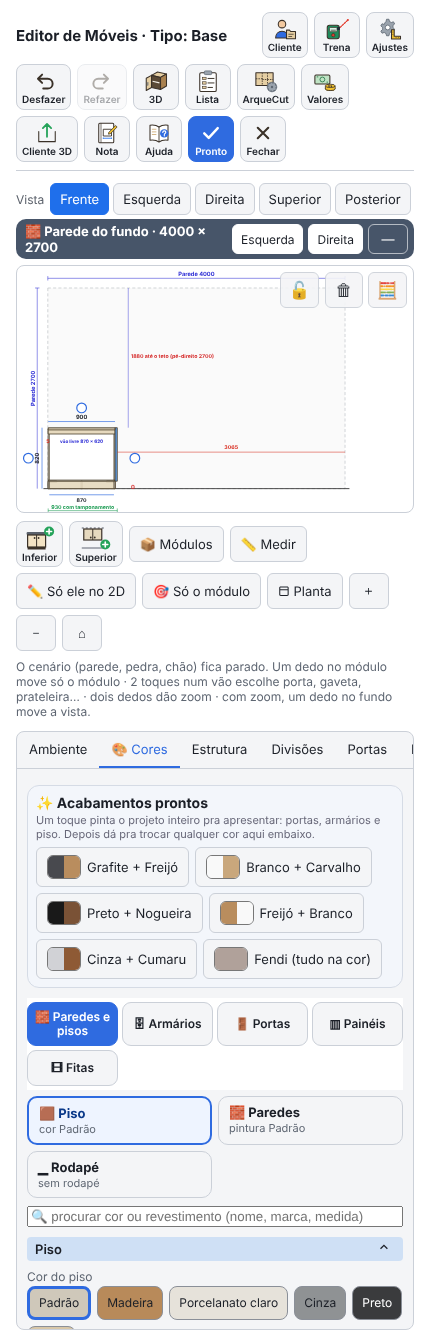 Editor de Móveis · Tipo: Base
Cliente
Trena
Ajustes
Desfazer
Refazer
3D
Lista
ArqueCut
Valores
Cliente 3D
Nota
Ajuda
Pronto
Fechar
Vista
Frente
Esquerda
Direita
Superior
Posterior
Parede do fundo · 4000 ×
2700
Esquerda
Direita
—
Parede 4000
Parede 2700
1880 até o teto (pé-direito 2700)
900
vão livre 870 × 620
820
3065
0
870
930 com tamponamento
Inferior
Superior
Módulos
Medir
Só ele no 2D
Só o módulo
Planta
+
−
⌂
O cenário (parede, pedra, chão) fica parado. Um dedo no módulo
move só o módulo · 2 toques num vão escolhe porta, gaveta,
prateleira... · dois dedos dão zoom · com zoom, um dedo no fundo
move a vista.
Ambiente
Cores
Estrutura
Divisões
Portas
Acabamentos prontos
Um toque pinta o projeto inteiro pra apresentar: portas, armários e
piso. Depois dá pra trocar qualquer cor aqui embaixo.
Grafite + Freijó
Branco + Carvalho
Preto + Nogueira
Freijó + Branco
Cinza + Cumaru
Fendi (tudo na cor)
Paredes e
pisos
Armários
Portas
Painéis
Fitas
Piso
cor Padrão
Paredes
pintura Padrão
Rodapé
sem rodapé
procurar cor ou revestimento (nome, marca, medida)
Piso
Cor do piso
Padrão
Madeira
Porcelanato claro
Cinza
Preto